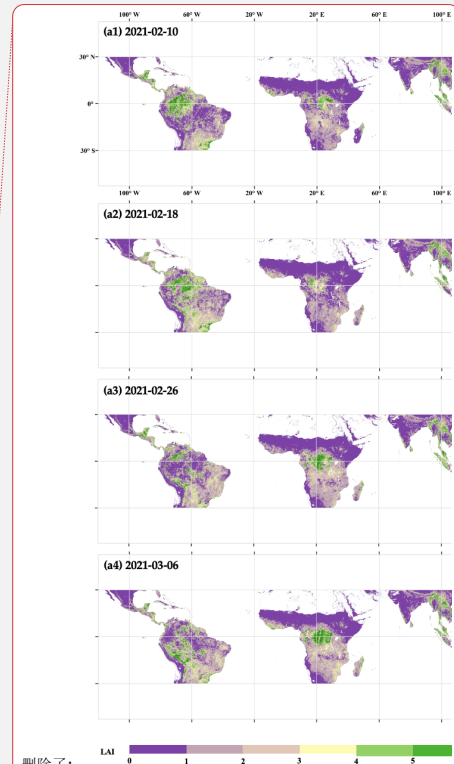 100° W 60° W 20° W 20° E 60° E 100°
(a1) 2021-02-10
30° N
0°
30° S
100° W 60° W 20° W 20° E 60° E 100°
(a2) 2021-02-18
(a3) 2021-02-26
(a4) 2021-03-06
LAI
0 1 2 3 4 5
删除了: